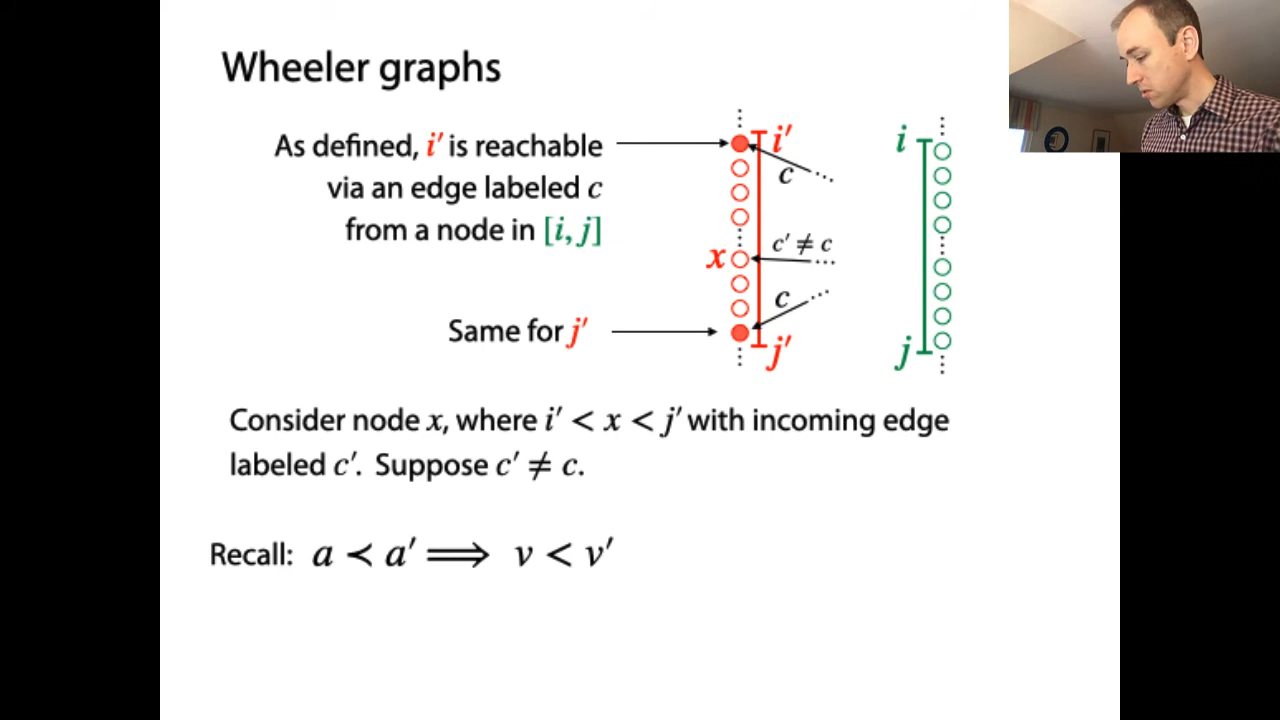 Wheeler graphs
As defined, i′ is reachable
via an edge labeled c
from a node in [i, j]
Same for j′
i′
c
x
c′ ≠ c
c
j′
i
j
Consider node x, where i′ < x < j′ with incoming edge
labeled c′. Suppose c′ ≠ c.
Recall: a ≺ a′ ⟹ v < v′